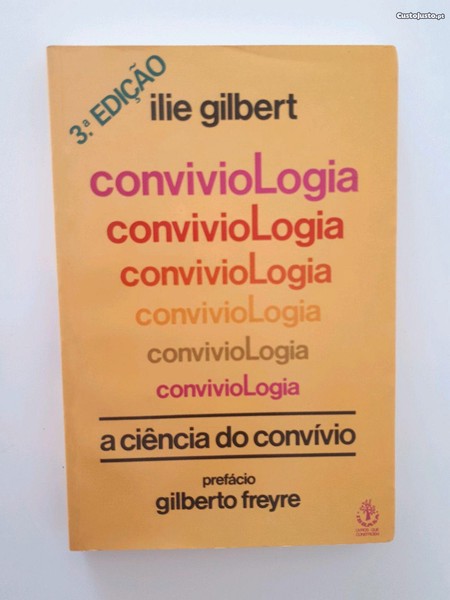 CustoJusto.pt
3.ª EDIÇÃO
ilie gilbert
convivioLogia
convivioLogia
convivioLogia
convivioLogia
convivioLogia
convivioLogia
a ciência do convívio
prefácio
gilberto freyre